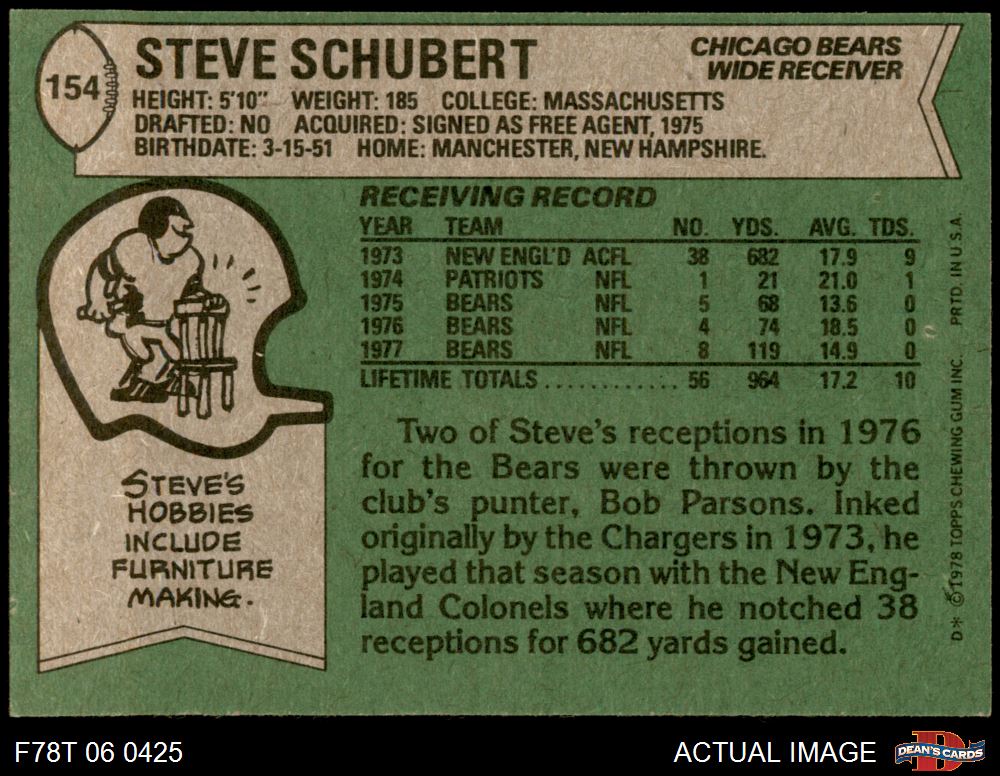 154
STEVE SCHUBERT
CHICAGO BEARS
WIDE RECEIVER
HEIGHT: 5'10" WEIGHT: 185 COLLEGE: MASSACHUSETTS
DRAFTED: NO ACQUIRED: SIGNED AS FREE AGENT, 1975
BIRTHDATE: 3-15-51 HOME: MANCHESTER, NEW HAMPSHIRE.
RECEIVING RECORD
YEAR TEAM NO. YDS. AVG. TDS.
1973 NEW ENGL'D ACFL 38 682 17.9 9
1974 PATRIOTS NFL 1 21 21.0 1
1975 BEARS NFL 5 68 13.6 0
1976 BEARS NFL 4 74 18.5 0
1977 BEARS NFL 8 119 14.9 0
LIFETIME TOTALS ............ 56 964 17.2 10
Two of Steve's receptions in 1976
for the Bears were thrown by the
club's punter, Bob Parsons. Inked
originally by the Chargers in 1973, he
played that season with the New Eng-
land Colonels where he notched 38
receptions for 682 yards gained.
STEVE'S
HOBBIES
INCLUDE
FURNITURE
MAKING.
D* © 1978 TOPPS CHEWING GUM INC. PRTD. IN U.S.A.
F78T 06 0425
ACTUAL IMAGE
DEAN'S CARDS